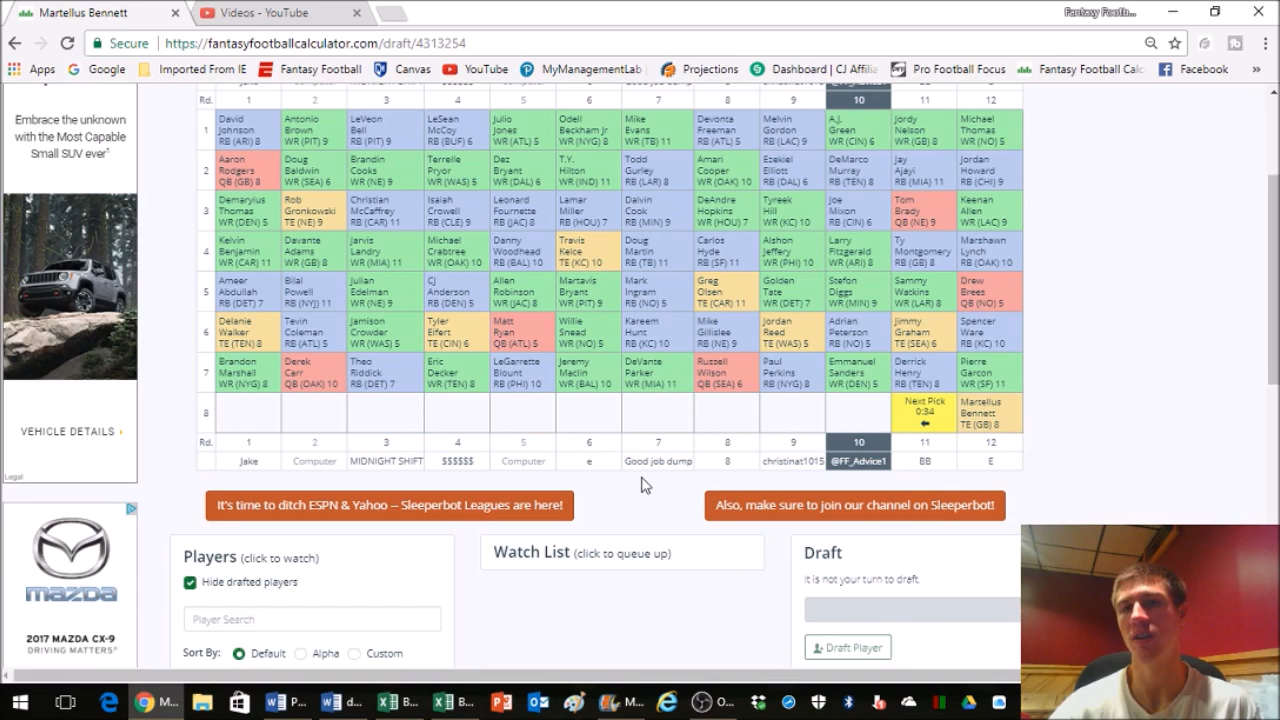 Martellus Bennett
Videos - YouTube
Fantasy Footb...
Secure
https://fantasyfootballcalculator.com/draft/4313254
Apps
Google
Imported From IE
Fantasy Football
Canvas
YouTube
MyManagementLab
Projections
Dashboard | CJ Affilia
Pro Football Focus
Fantasy Football Calc
Facebook
»
Embrace the unknown
with the Most Capable
Small SUV ever
VEHICLE DETAILS
Legal
2017 MAZDA CX-9
DRIVING MATTERS
Rd. 1 2 3 4 5 6 7 8 9 10 11 12
1
David Johnson RB (ARI) 8
Antonio Brown WR (PIT) 9
LeVeon Bell RB (PIT) 9
LeSean McCoy RB (BUF) 6
Julio Jones WR (ATL) 5
Odell Beckham Jr WR (NYG) 8
Mike Evans WR (TB) 11
Devonta Freeman RB (ATL) 5
Melvin Gordon RB (LAC) 9
A.J. Green WR (CIN) 6
Jordy Nelson WR (GB) 8
Michael Thomas WR (NO) 5
2
Aaron Rodgers QB (GB) 8
Doug Baldwin WR (SEA) 6
Brandin Cooks WR (NE) 9
Terrelle Pryor WR (WAS) 5
Dez Bryant WR (DAL) 6
T.Y. Hilton WR (IND) 11
Todd Gurley RB (LAR) 8
Amari Cooper WR (OAK) 10
Ezekiel Elliott RB (DAL) 6
DeMarco Murray RB (TEN) 8
Jay Ajayi RB (MIA) 11
Jordan Howard RB (CHI) 9
3
Demaryius Thomas WR (DEN) 5
Rob Gronkowski TE (NE) 9
Christian McCaffrey RB (CAR) 11
Isaiah Crowell RB (CLE) 9
Leonard Fournette RB (JAC) 8
Lamar Miller RB (HOU) 7
Dalvin Cook RB (MIN) 9
DeAndre Hopkins WR (HOU) 7
Tyreek Hill WR (KC) 10
Joe Mixon RB (CIN) 6
Tom Brady QB (NE) 9
Keenan Allen WR (LAC) 9
4
Kelvin Benjamin WR (CAR) 11
Davante Adams WR (GB) 8
Jarvis Landry WR (MIA) 11
Michael Crabtree WR (OAK) 10
Danny Woodhead RB (BAL) 10
Travis Kelce TE (KC) 10
Doug Martin RB (TB) 11
Carlos Hyde RB (SF) 11
Alshon Jeffery WR (PHI) 10
Larry Fitzgerald WR (ARI) 8
Ty Montgomery RB (GB) 8
Marshawn Lynch RB (OAK) 10
5
Ameer Abdullah RB (DET) 7
Bilal Powell RB (NYJ) 11
Julian Edelman WR (NE) 9
CJ Anderson RB (DEN) 5
Allen Robinson WR (JAC) 8
Martavis Bryant WR (PIT) 9
Mark Ingram RB (NO) 5
Greg Olsen TE (CAR) 11
Golden Tate WR (DET) 7
Stefon Diggs WR (MIN) 9
Sammy Watkins WR (LAR) 8
Drew Brees QB (NO) 5
6
Delanie Walker TE (TEN) 8
Tevin Coleman RB (ATL) 5
Jamison Crowder WR (WAS) 5
Tyler Eifert TE (CIN) 6
Matt Ryan QB (ATL) 5
Willie Snead WR (NO) 5
Kareem Hunt RB (KC) 10
Mike Gillislee RB (NE) 9
Jordan Reed TE (WAS) 5
Adrian Peterson RB (NO) 5
Jimmy Graham TE (SEA) 6
Spencer Ware RB (KC) 10
7
Brandon Marshall WR (NYG) 8
Derek Carr QB (OAK) 10
Theo Riddick RB (DET) 7
Eric Decker WR (TEN) 8
LeGarrette Blount RB (PHI) 10
Jeremy Maclin WR (BAL) 10
DeVante Parker WR (MIA) 11
Russell Wilson QB (SEA) 6
Paul Perkins RB (NYG) 8
Emmanuel Sanders WR (DEN) 5
Derrick Henry RB (TEN) 8
Pierre Garcon WR (SF) 11
8
Next Pick 0:34
Martellus Bennett TE (GB) 8
Rd. 1 2 3 4 5 6 7 8 9 10 11 12
Jake Computer MIDNIGHT SHIFT $$$$$$ Computer e Good job dump 8 christinat1015 @FF_Advice1 BB E
It's time to ditch ESPN & Yahoo -- Sleeperbot Leagues are here!
Also, make sure to join our channel on Sleeperbot!
Players (click to watch)
Hide drafted players
Player Search
Sort By: Default Alpha Custom
Watch List (click to queue up)
Draft
It is not your turn to draft.
Draft Player
M...
P...
d...
B...
B...
M...
O...